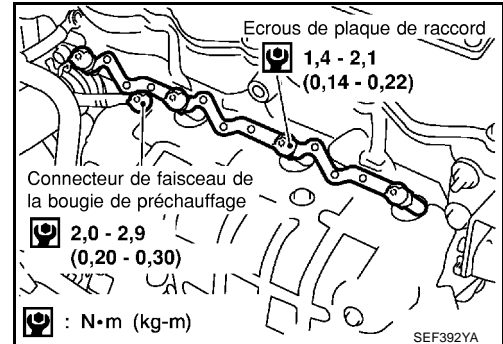 Ecrous de plaque de raccord
1,4 - 2,1
(0,14 - 0,22)
Connecteur de faisceau de
la bougie de préchauffage
2,0 - 2,9
(0,20 - 0,30)
: N•m (kg-m)
SEF392YA